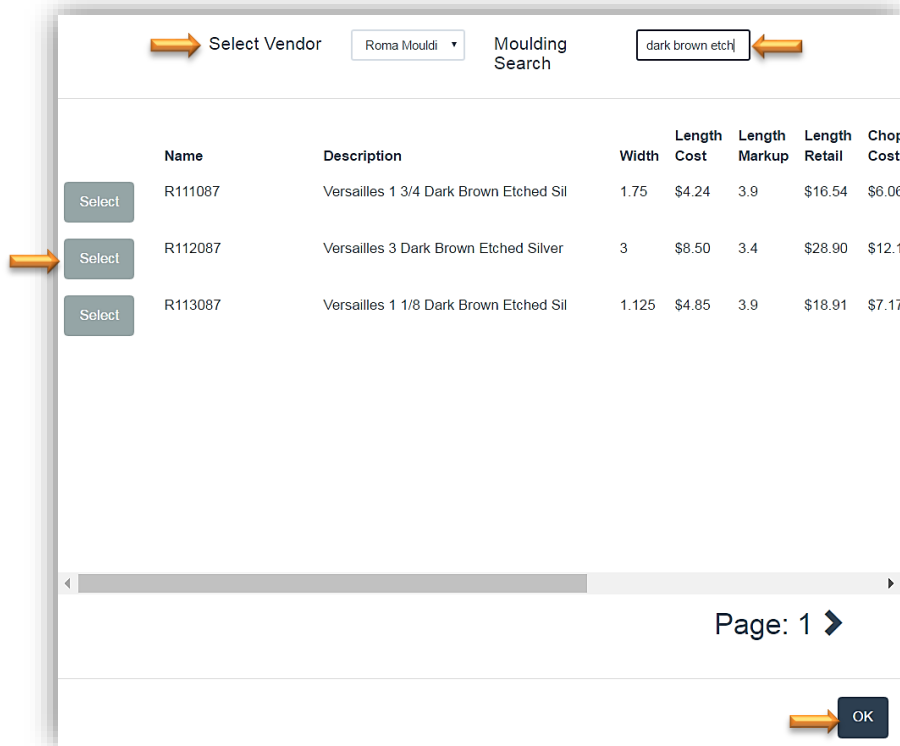 Select Vendor Roma Mouldi Moulding Search dark brown etch
Name Description Width Length Cost Length Markup Length Retail Chop Cost
Select R111087 Versailles 1 3/4 Dark Brown Etched Sil 1.75 $4.24 3.9 $16.54 $6.06
Select R112087 Versailles 3 Dark Brown Etched Silver 3 $8.50 3.4 $28.90 $12.1
Select R113087 Versailles 1 1/8 Dark Brown Etched Sil 1.125 $4.85 3.9 $18.91 $7.17
Page: 1
OK